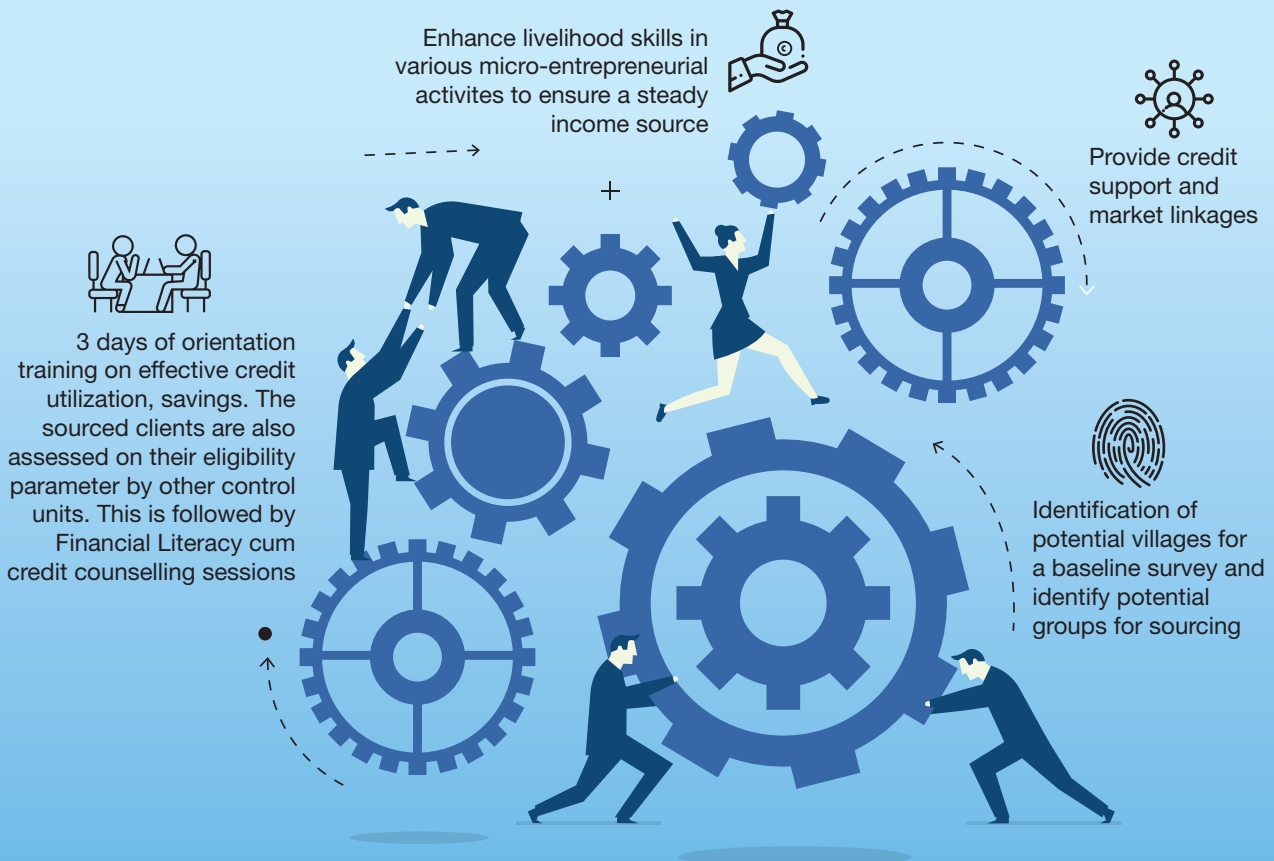 Enhance livelihood skills in
various micro-entrepreneurial
activites to ensure a steady
income source
Provide credit
support and
market linkages
3 days of orientation
training on effective credit
utilization, savings. The
sourced clients are also
assessed on their eligibility
parameter by other control
units. This is followed by
Financial Literacy cum
credit counselling sessions
Identification of
potential villages for
a baseline survey and
identify potential
groups for sourcing